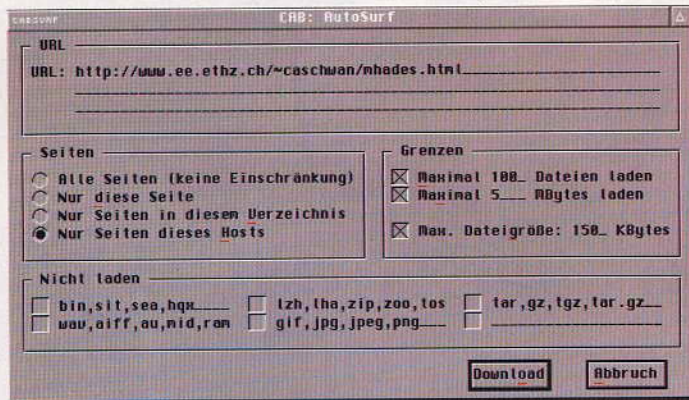 CABSURF CAB: AutoSurf
URL
URL: http://www.ee.ethz.ch/~caschwan/mhades.html
Seiten
Alle Seiten (keine Einschränkung)
Nur diese Seite
Nur Seiten in diesem Verzeichnis
Nur Seiten dieses Hosts
Grenzen
Maximal 100 Dateien laden
Maximal 5 MBytes laden
Max. Dateigröße: 150 KBytes
Nicht laden
bin,sit,sea,hqx lzh,lha,zip,zoo,tos tar,gz,tgz,tar.gz
wav,aiff,au,mid,ram gif,jpg,jpeg,png
Download Abbruch